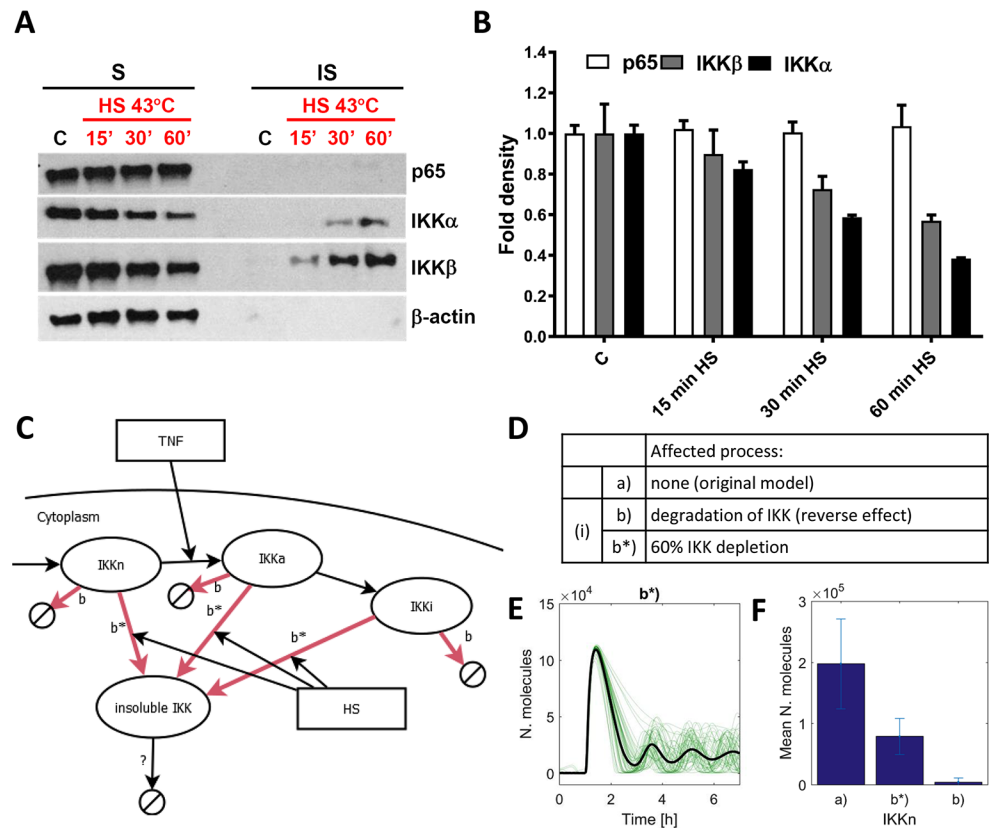 A
S IS
HS 43°C HS 43°C
C 15’ 30’ 60’ C 15’ 30’ 60’
p65
IKKα
IKKβ
β-actin
B
p65 IKKβ IKKα
Fold density
1.4
1.2
1.0
0.8
0.6
0.4
0.2
0.0
C
15 min HS
30 min HS
60 min HS
C
TNF
Cytoplasm
IKKn
IKKa
IKKi
b
b
b
b*
b*
b*
insoluble IKK
HS
?
D
Affected process:
a) none (original model)
(i) b) degradation of IKK (reverse effect)
b*) 60% IKK depletion
E
×10⁴
b*)
N. molecules
15
10
5
0
0 2 4 6
Time [h]
F
×10⁵
Mean N. molecules
3
2
1
0
a) b*) b)
IKKn